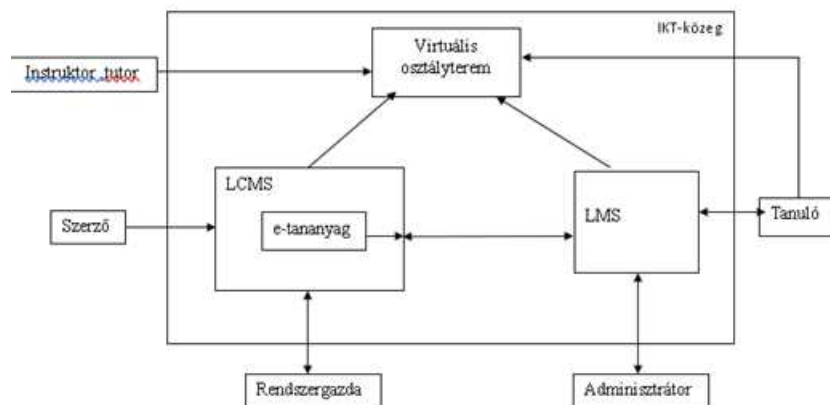 IKT-közeg
Virtuális
osztályterem
Instruktor ,tutor
LCMS
e-tananyag
LMS
Szerző
Tanuló
Rendszergazda
Adminisztrátor